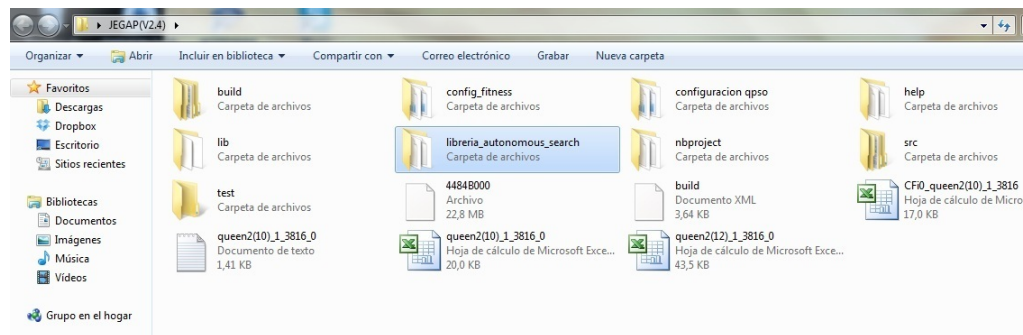 JEGAP(V2.4)
Organizar Abrir Incluir en biblioteca Compartir con Correo electrónico Grabar Nueva carpeta
Favoritos
Descargas
Dropbox
Escritorio
Sitios recientes
Bibliotecas
Documentos
Imágenes
Música
Vídeos
Grupo en el hogar
build
Carpeta de archivos
config_fitness
Carpeta de archivos
configuracion qpso
Carpeta de archivos
help
Carpeta de archivos
lib
Carpeta de archivos
libreria_autonomous_search
Carpeta de archivos
nbproject
Carpeta de archivos
src
Carpeta de archivos
test
Carpeta de archivos
4484B000
Archivo
22,8 MB
build
Documento XML
3,64 KB
CFi0_queen2(10)_1_3816
Hoja de cálculo de Micro
17,0 KB
queen2(10)_1_3816_0
Documento de texto
1,41 KB
queen2(10)_1_3816_0
Hoja de cálculo de Microsoft Exce...
20,0 KB
queen2(12)_1_3816_0
Hoja de cálculo de Microsoft Exce...
43,5 KB